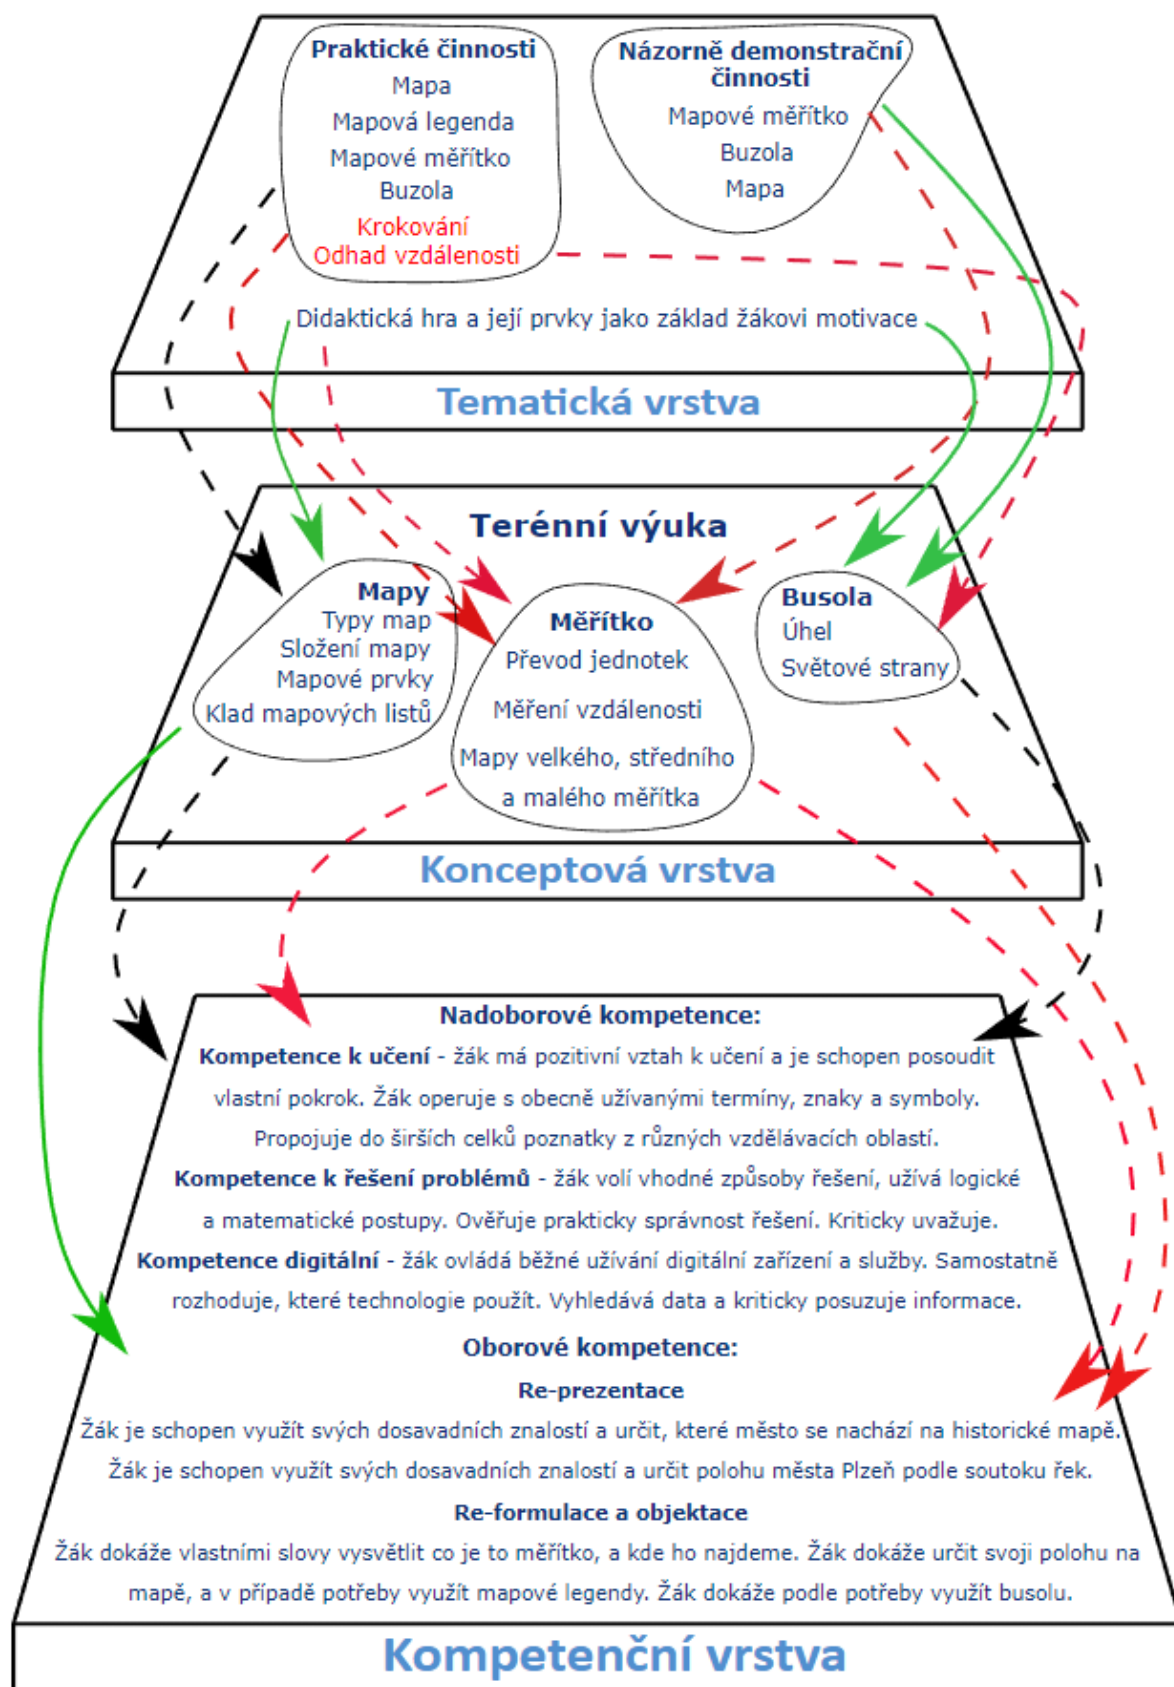 Praktické činnosti
Mapa
Mapová legenda
Mapové měřítko
Buzola
Krokování
Odhad vzdálenosti
Názorně demonstrační
činnosti
Mapové měřítko
Buzola
Mapa
Didaktická hra a její prvky jako základ žákovi motivace
Tematická vrstva
Terénní výuka
Mapy
Typy map
Složení mapy
Mapové prvky
Klad mapových listů
Měřítko
Převod jednotek
Měření vzdálenosti
Mapy velkého, středního
a malého měřítka
Busola
Úhel
Světové strany
Konceptová vrstva
Nadoborové kompetence:
Kompetence k učení - žák má pozitivní vztah k učení a je schopen posoudit
vlastní pokrok. Žák operuje s obecně užívanými termíny, znaky a symboly.
Propojuje do širších celků poznatky z různých vzdělávacích oblastí.
Kompetence k řešení problémů - žák volí vhodné způsoby řešení, užívá logické
a matematické postupy. Ověřuje prakticky správnost řešení. Kriticky uvažuje.
Kompetence digitální - žák ovládá běžné užívání digitální zařízení a služby. Samostatně
rozhoduje, které technologie použít. Vyhledává data a kriticky posuzuje informace.
Oborové kompetence:
Re-prezentace
Žák je schopen využít svých dosavadních znalostí a určit, které město se nachází na historické mapě.
Žák je schopen využít svých dosavadních znalostí a určit polohu města Plzeň podle soutoku řek.
Re-formulace a objektace
Žák dokáže vlastními slovy vysvětlit co je to měřítko, a kde ho najdeme. Žák dokáže určit svoji polohu na
mapě, a v případě potřeby využít mapové legendy. Žák dokáže podle potřeby využít busolu.
Kompetenční vrstva